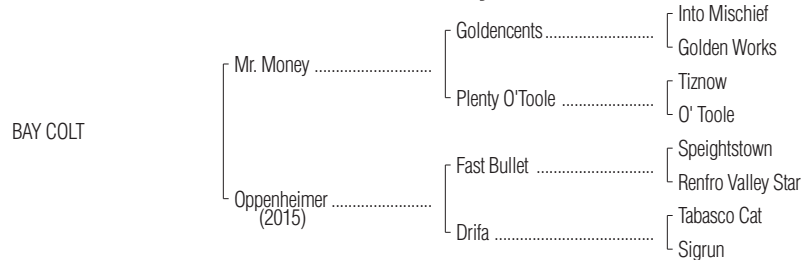 Into Mischief
Goldencents
Golden Works
Mr. Money
Tiznow
Plenty O'Toole
O' Toole
BAY COLT
Speightstown
Fast Bullet
Renfro Valley Star
Oppenheimer
(2015)
Tabasco Cat
Drifa
Sigrun